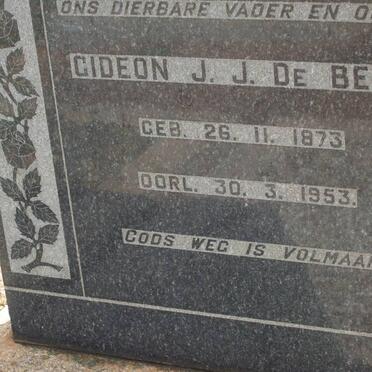 ONS DIERBARE VADER EN O
GIDEON J. J. DE BE
GEB. 26. 11. 1873
OORL. 30. 3. 1953.
GODS WEG IS VOLMAA